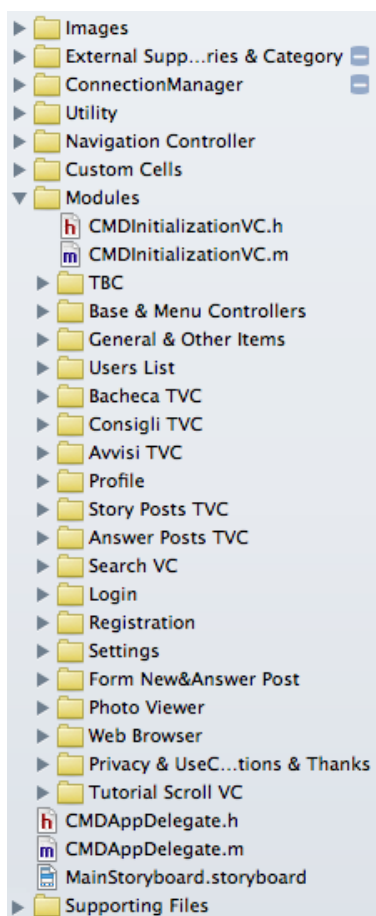 Images
External Supp...ries & Category
ConnectionManager
Utility
Navigation Controller
Custom Cells
Modules
h CMDInitializationVC.h
m CMDInitializationVC.m
TBC
Base & Menu Controllers
General & Other Items
Users List
Bacheca TVC
Consigli TVC
Avvisi TVC
Profile
Story Posts TVC
Answer Posts TVC
Search VC
Login
Registration
Settings
Form New&Answer Post
Photo Viewer
Web Browser
Privacy & UseC...tions & Thanks
Tutorial Scroll VC
h CMDAppDelegate.h
m CMDAppDelegate.m
MainStoryboard.storyboard
Supporting Files